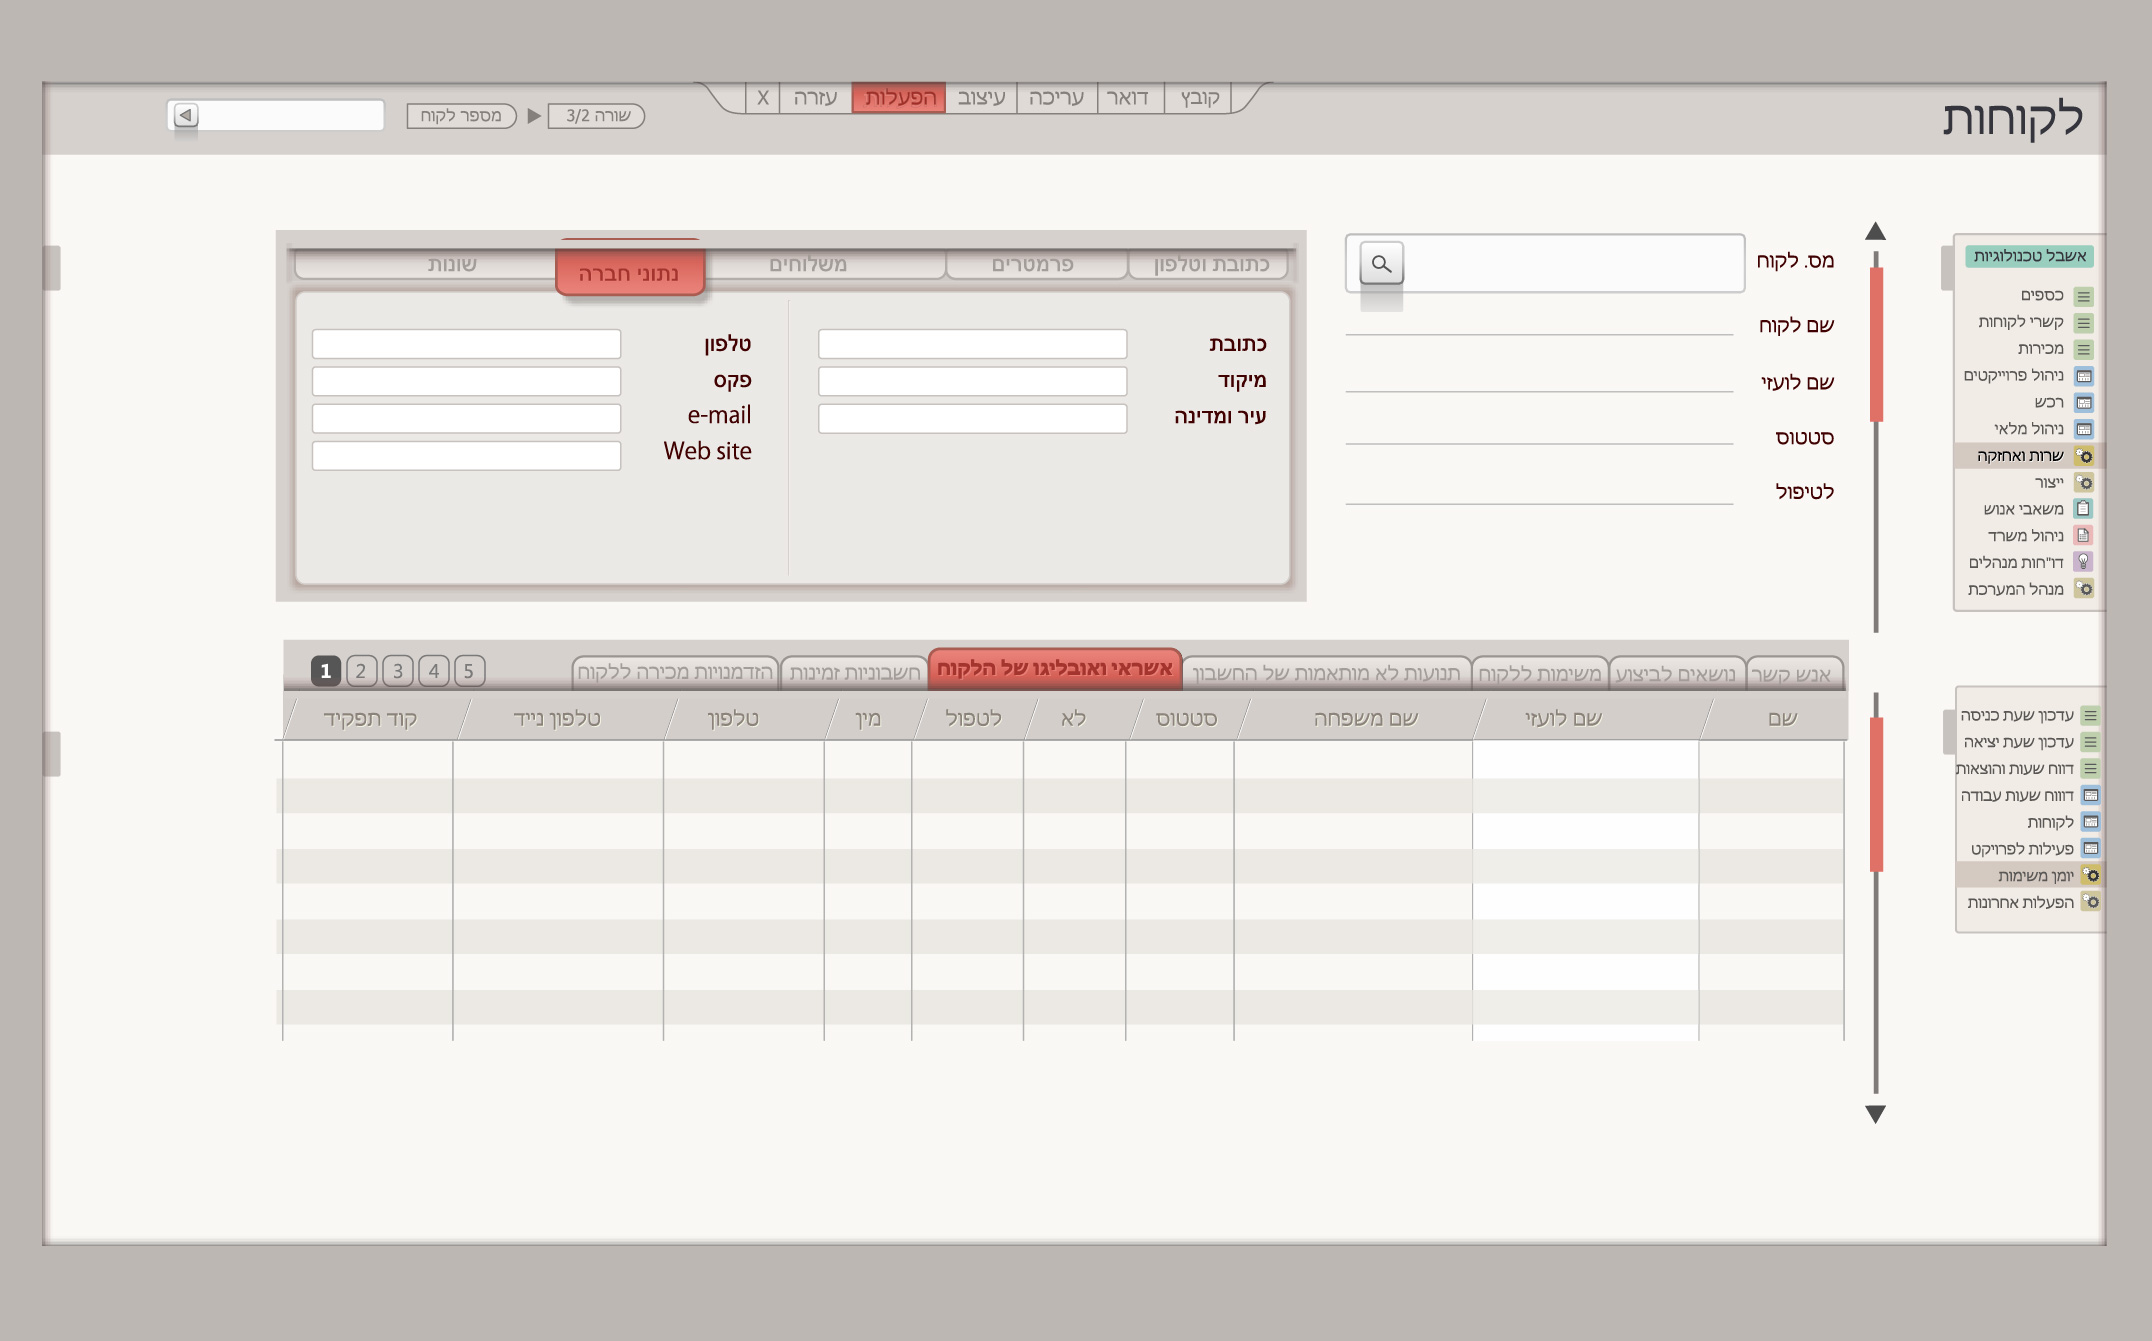 לקוחות
קובץ
דואר
עריכה
עיצוב
הפעלות
עזרה
X
שורה 3/2
מספר לקוח
אשבל טכנולוגיות
כספים
קשרי לקוחות
מכירות
ניהול פרוייקטים
רכש
ניהול מלאי
שרות ואחזקה
ייצור
משאבי אנוש
ניהול משרד
דו"חות מנהלים
מנהל המערכת
מס. לקוח
שם לקוח
שם לועזי
סטטוס
לטיפול
כתובת וטלפון
פרמטרים
משלוחים
נתוני חברה
שונות
כתובת
מיקוד
עיר ומדינה
טלפון
פקס
e-mail
Web site
אנש קשר
נושאים לביצוע
משימות ללקוח
תנועות לא מותאמות של החשבון
אשראי ואובליגו של הלקוח
חשבוניות זמינות
הזדמנויות מכירה ללקוח
1 2 3 4 5
שם
שם לועזי
שם משפחה
סטטוס
לא
לטפול
מין
טלפון
טלפון נייד
קוד תפקיד
עדכון שעת כניסה
עדכון שעת יציאה
דווח שעות והוצאות
דווח שעות עבודה
לקוחות
פעילות לפרויקט
יומן משימות
הפעלות אחרונות